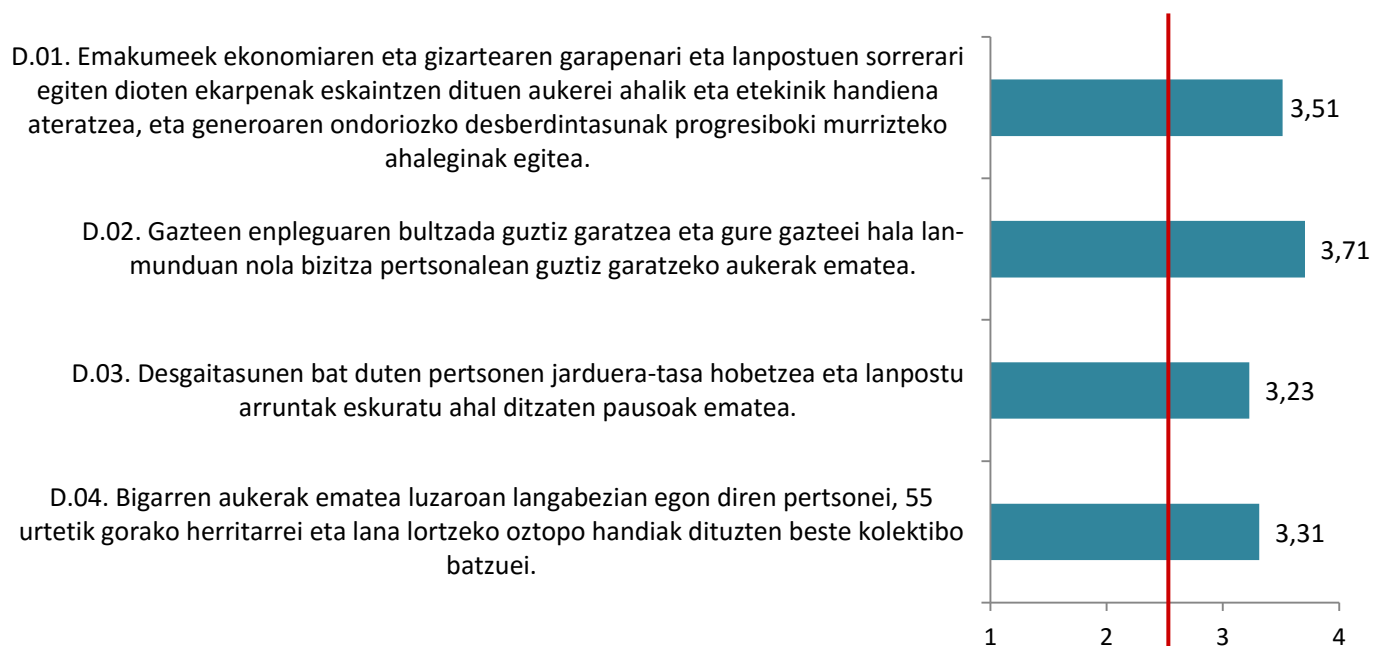 D.01. Emakumeek ekonomiaren eta gizartearen garapenari eta lanpostuen sorrerari
egiten dioten ekarpenak eskaintzen dituen aukerei ahalik eta etekinik handiena
ateratzea, eta generoaren ondoriozko desberdintasunak progresiboki murrizteko
ahaleginak egitea.
3,51
D.02. Gazteen enpleguaren bultzada guztiz garatzea eta gure gazteei hala lan-
munduan nola bizitza pertsonalean guztiz garatzeko aukerak ematea.
3,71
D.03. Desgaitasunen bat duten pertsonen jarduera-tasa hobetzea eta lanpostu
arruntak eskuratu ahal ditzaten pausoak ematea.
3,23
D.04. Bigarren aukerak ematea luzaroan langabezian egon diren pertsonei, 55
urtetik gorako herritarrei eta lana lortzeko oztopo handiak dituzten beste kolektibo
batzuei.
3,31
1 2 3 4